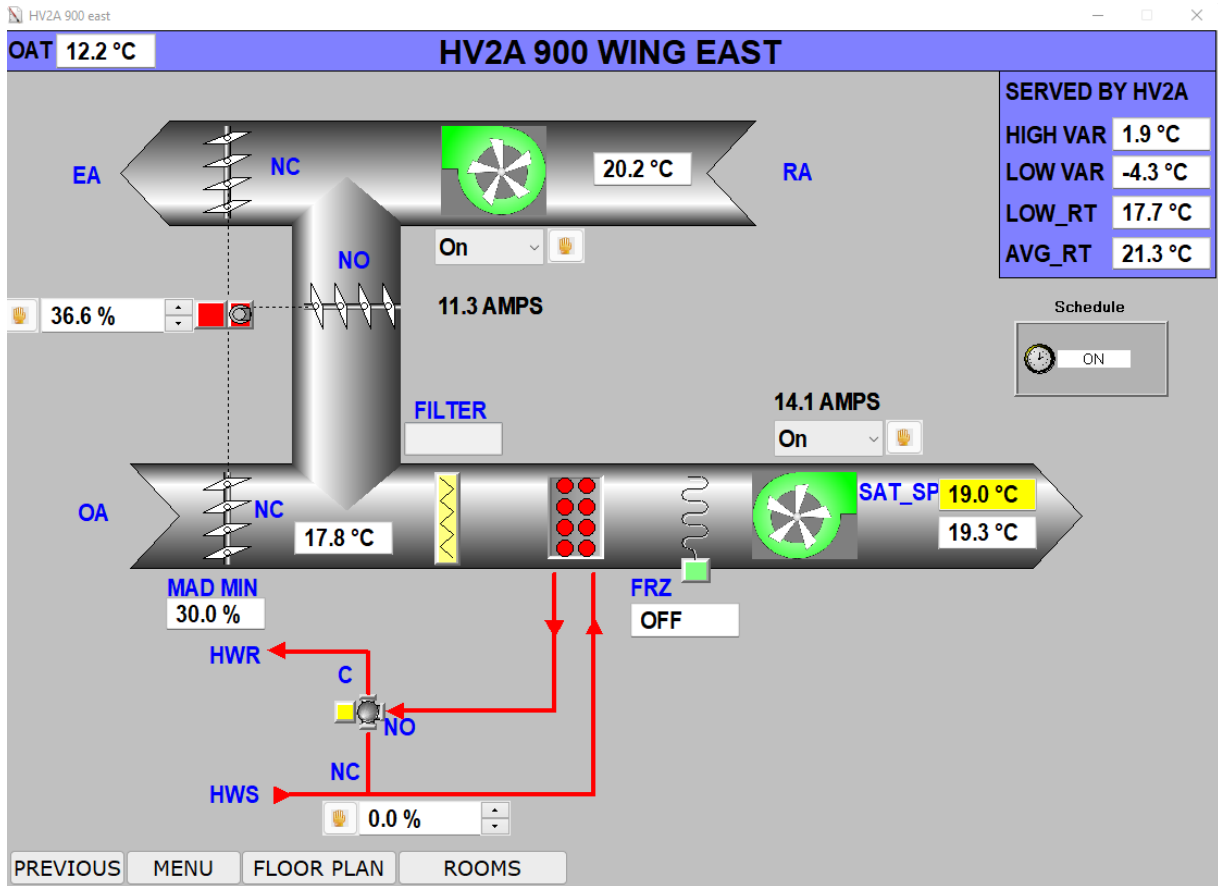 HV2A 900 east
OAT 12.2 °C
HV2A 900 WING EAST
SERVED BY HV2A
HIGH VAR 1.9 °C
LOW VAR -4.3 °C
LOW_RT 17.7 °C
AVG_RT 21.3 °C
EA
NC
20.2 °C
RA
On
NO
36.6 %
11.3 AMPS
Schedule
ON
14.1 AMPS
On
FILTER
OA
NC
17.8 °C
SAT_SP 19.0 °C
19.3 °C
MAD MIN
30.0 %
FRZ
OFF
HWR
C
NO
NC
HWS
0.0 %
PREVIOUS MENU FLOOR PLAN ROOMS